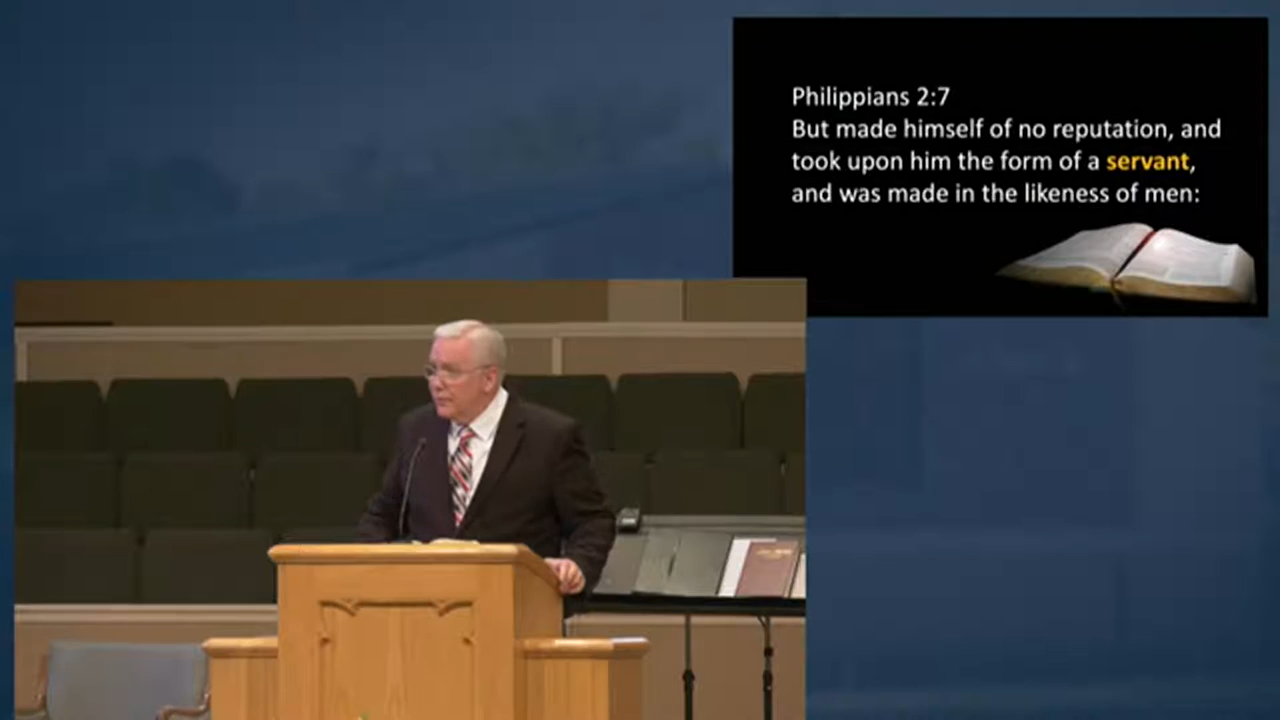 Philippians 2:7
But made himself of no reputation, and
took upon him the form of a servant,
and was made in the likeness of men: